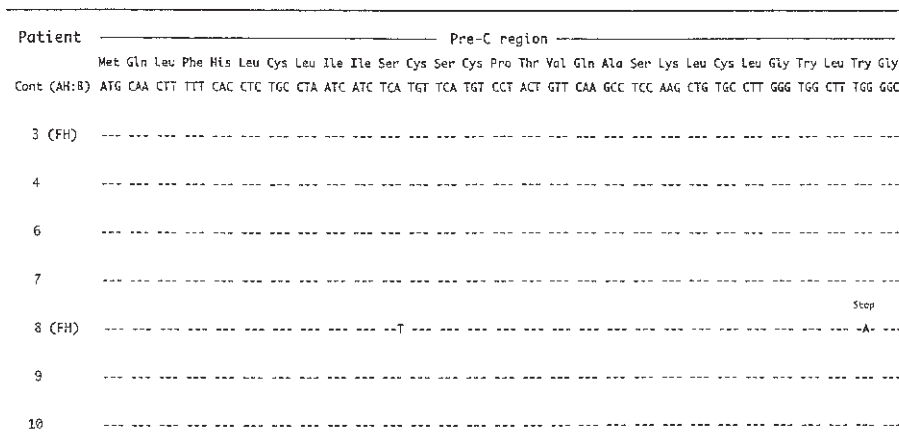 Patient Pre-C region
Met Gln Leu Phe His Leu Cys Leu Ile Ile Ser Cys Ser Cys Pro Thr Val Gln Ala Ser Lys Leu Cys Leu Gly Try Leu Try Gly
Cont (AH:B) ATG CAA CTT TTT CAC CTC TGC CTA ATC ATC TCA TGT TCA TGT CCT ACT GTT CAA GCC TCC AAG CTG TGC CTT GGG TGG CTT TGG GGC
3 (FH) --- --- --- --- --- --- --- --- --- --- --- --- --- --- --- --- --- --- --- --- --- --- --- --- --- --- --- --- ---
4 --- --- --- --- --- --- --- --- --- --- --- --- --- --- --- --- --- --- --- --- --- --- --- --- --- --- --- --- ---
6 --- --- --- --- --- --- --- --- --- --- --- --- --- --- --- --- --- --- --- --- --- --- --- --- --- --- --- --- ---
7 --- --- --- --- --- --- --- --- --- --- --- --- --- --- --- --- --- --- --- --- --- --- --- --- --- --- --- --- ---
Stop
8 (FH) --- --- --- --- --- --- --- --- --- --- --T --- --- --- --- --- --- --- --- --- --- --- --- --- --- --- --- -A- ---
9 --- --- --- --- --- --- --- --- --- --- --- --- --- --- --- --- --- --- --- --- --- --- --- --- --- --- --- --- ---
10 --- --- --- --- --- --- --- --- --- --- --- --- --- --- --- --- --- --- --- --- --- --- --- --- --- --- --- --- ---